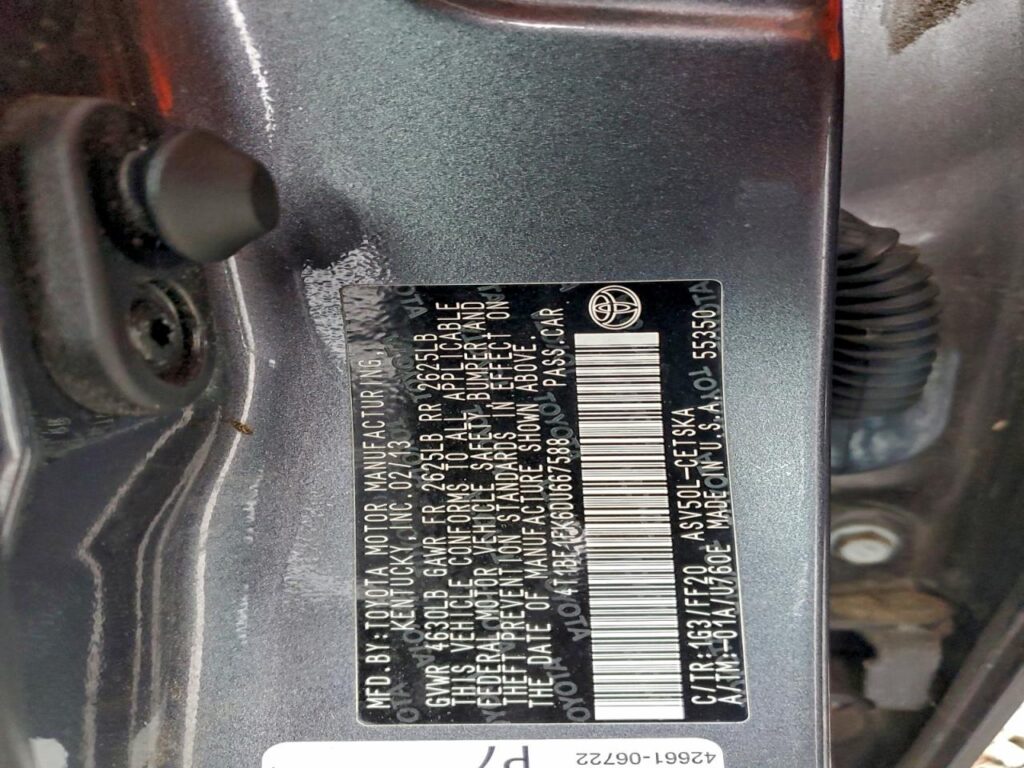 MFD.BY:TOYOTA MOTOR MANUFACTURING,
KENTUCKY,INC.02/13
GVWR 4630LB GAWR FR 2625LB RR 2625LB
THIS VEHICLE CONFORMS TO ALL APPLICABLE
FEDERAL MOTOR VEHICLE SAFETY, BUMPER,AND
THEFT PREVENTION STANDARDS IN EFFECT ON
THE DATE OF MANUFACTURE SHOWN ABOVE.
4T1BF1FK6DU667588 PASS.CAR
C/TR:1G3/FF20 ASV50L-CETSKA
A/TM:-01A/U760E MADE IN U.S.A. 55350
42661-06722